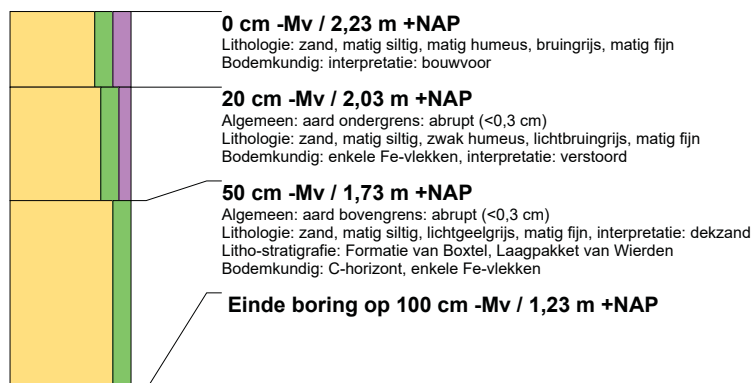 0 cm -Mv / 2,23 m +NAP
Lithologie: zand, matig siltig, matig humeus, bruingrijs, matig fijn
Bodemkundig: interpretatie: bouwvoor
20 cm -Mv / 2,03 m +NAP
Algemeen: aard ondergrens: abrupt (<0,3 cm)
Lithologie: zand, matig siltig, zwak humeus, lichtbruingrijs, matig fijn
Bodemkundig: enkele Fe-vlekken, interpretatie: verstoord
50 cm -Mv / 1,73 m +NAP
Algemeen: aard bovengrens: abrupt (<0,3 cm)
Lithologie: zand, matig siltig, lichtgeelgrijs, matig fijn, interpretatie: dekzand
Litho-stratigrafie: Formatie van Boxtel, Laagpakket van Wierden
Bodemkundig: C-horizont, enkele Fe-vlekken
Einde boring op 100 cm -Mv / 1,23 m +NAP